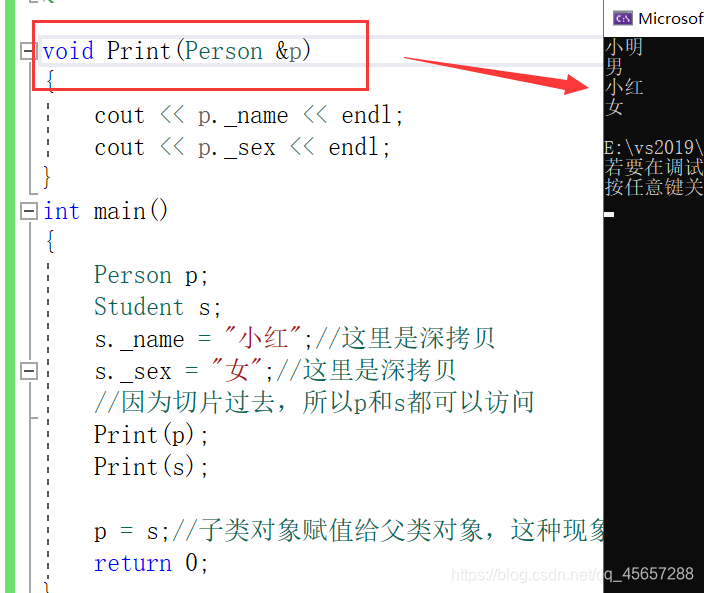 void Print(Person &p)
{
cout << p._name << endl;
cout << p._sex << endl;
}
int main()
{
Person p;
Student s;
s._name = "小红";//这里是深拷贝
s._sex = "女";//这里是深拷贝
//因为切片过去，所以p和s都可以访问
Print(p);
Print(s);
p = s;//子类对象赋值给父类对象，这种现象
return 0;
}
Microsof
小明
男
小红
女
E:\vs2019\
若要在调试
按任意键关
https://blog.csdn.net/qq_45657288